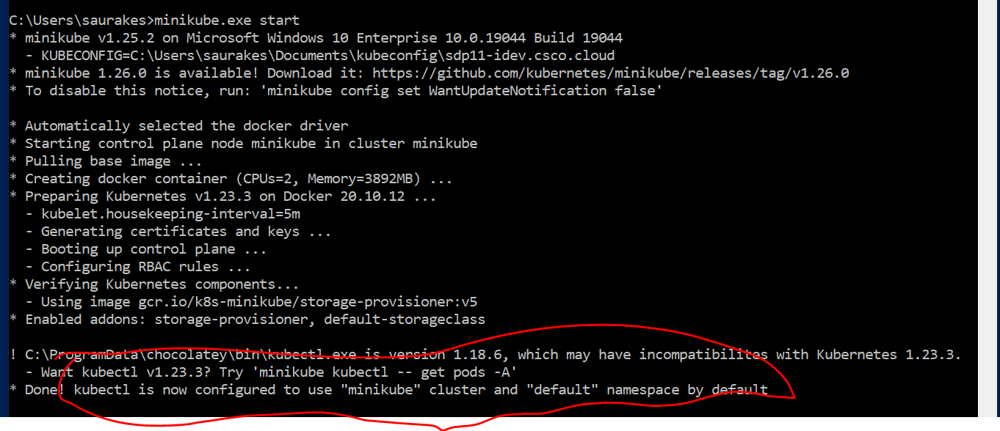 C:\Users\saurakes>minikube.exe start
* minikube v1.25.2 on Microsoft Windows 10 Enterprise 10.0.19044 Build 19044
- KUBECONFIG=C:\Users\saurakes\Documents\kubeconfig\sdp11-idev.csco.cloud
* minikube 1.26.0 is available! Download it: https://github.com/kubernetes/minikube/releases/tag/v1.26.0
* To disable this notice, run: 'minikube config set WantUpdateNotification false'
* Automatically selected the docker driver
* Starting control plane node minikube in cluster minikube
* Pulling base image ...
* Creating docker container (CPUs=2, Memory=3892MB) ...
* Preparing Kubernetes v1.23.3 on Docker 20.10.12 ...
- kubelet.housekeeping-interval=5m
- Generating certificates and keys ...
- Booting up control plane ...
- Configuring RBAC rules ...
* Verifying Kubernetes components...
- Using image gcr.io/k8s-minikube/storage-provisioner:v5
* Enabled addons: storage-provisioner, default-storageclass
! C:\ProgramData\chocolatey\bin\kubectl.exe is version 1.18.6, which may have incompatibilites with Kubernetes 1.23.3.
- Want kubectl v1.23.3? Try 'minikube kubectl -- get pods -A'
* Done! kubectl is now configured to use "minikube" cluster and "default" namespace by default